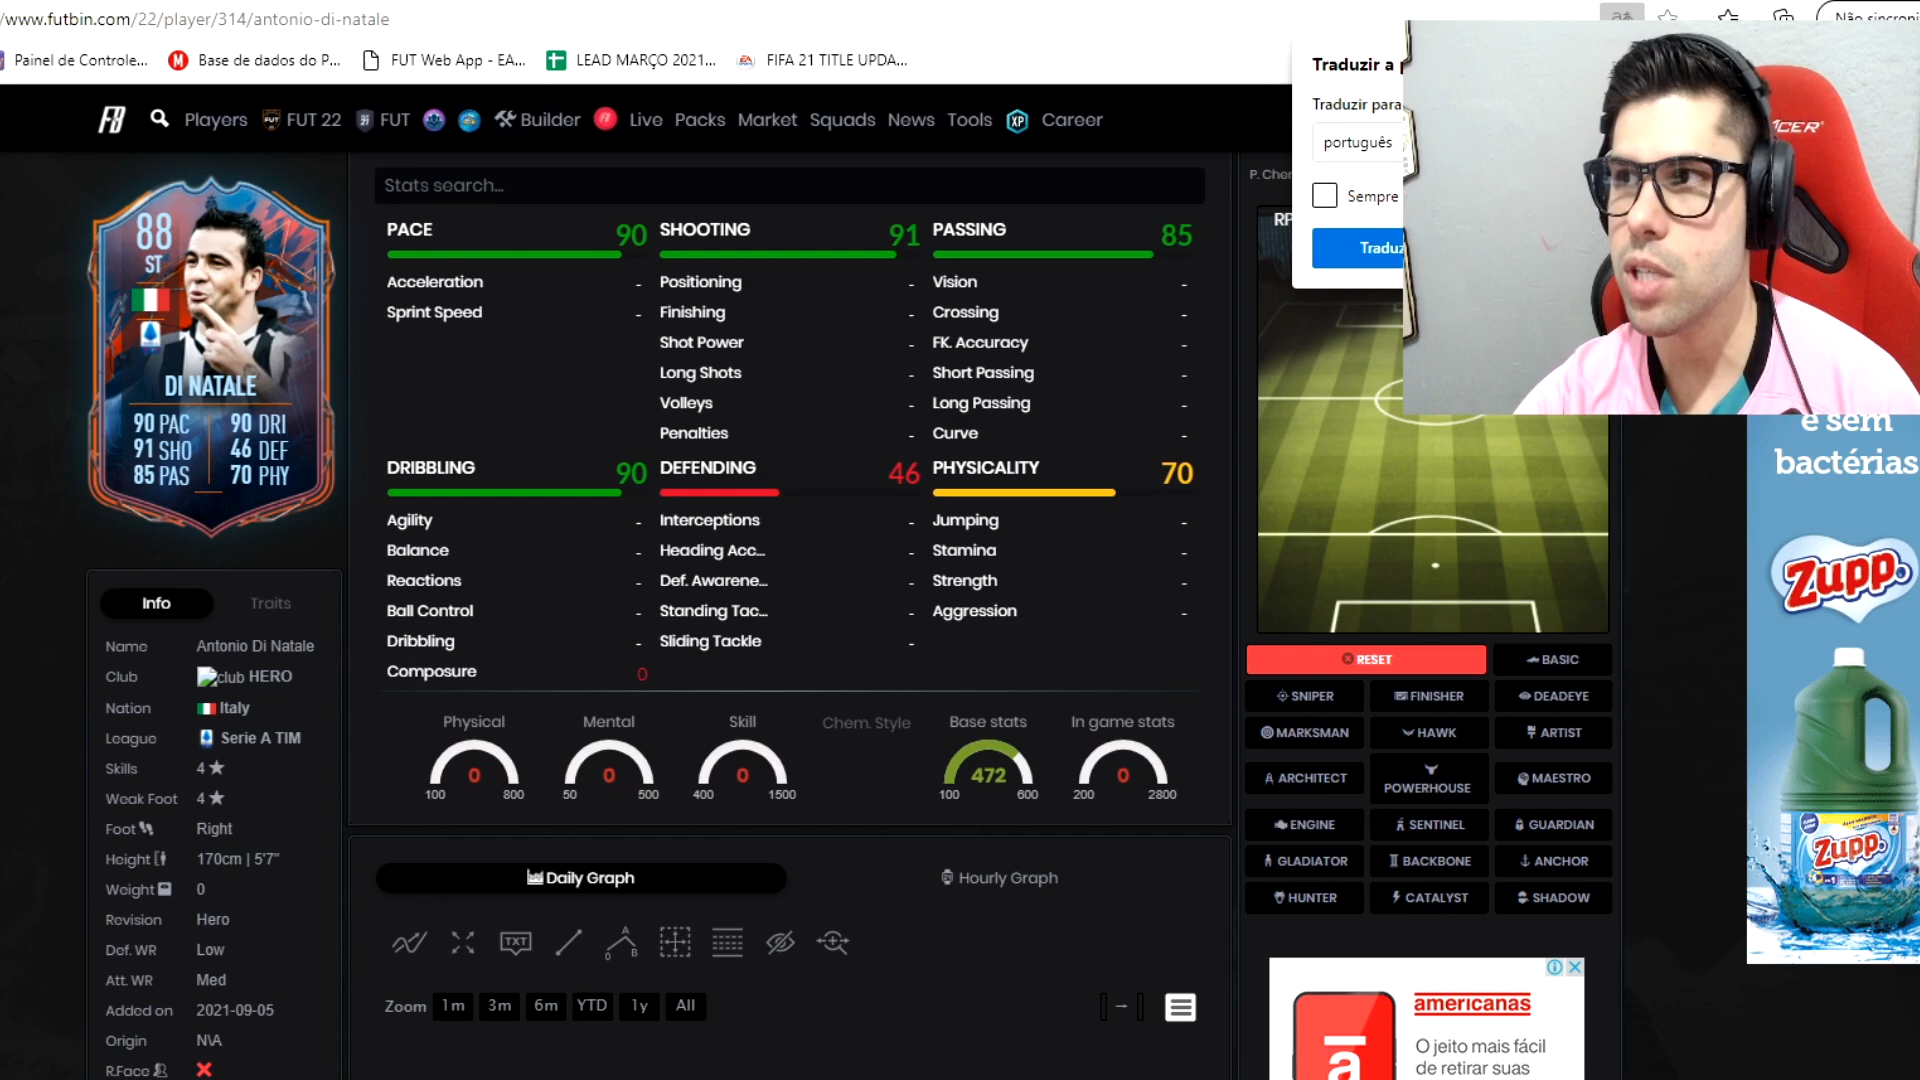 /www.futbin.com/22/player/314/antonio-di-natale
Não sincroni
Painel de Controle...
Base de dados do P...
FUT Web App - EA...
LEAD MARÇO 2021...
FIFA 21 TITLE UPDA...
Traduzir a p
Traduzir para
português
Sempre
Traduz
Players
FUT 22
FUT
Builder
Live
Packs
Market
Squads
News
Tools
XP
Career
Stats search...
88
ST
DI NATALE
90 PAC
90 DRI
91 SHO
46 DEF
85 PAS
70 PHY
PACE 90
Acceleration -
Sprint Speed -
SHOOTING 91
Positioning -
Finishing -
Shot Power -
Long Shots -
Volleys -
Penalties -
PASSING 85
Vision -
Crossing -
FK. Accuracy -
Short Passing -
Long Passing -
Curve -
DRIBBLING 90
Agility -
Balance -
Reactions -
Ball Control -
Dribbling -
Composure 0
DEFENDING 46
Interceptions -
Heading Acc... -
Def. Awarene... -
Standing Tac... -
Sliding Tackle -
PHYSICALITY 70
Jumping -
Stamina -
Strength -
Aggression -
Physical
0
100 800
Mental
0
50 500
Skill
0
400 1500
Chem. Style
Base stats
472
100 600
In game stats
0
200 2800
Info
Traits
Name Antonio Di Natale
Club club HERO
Nation Italy
League Serie A TIM
Skills 4
Weak Foot 4
Foot Right
Height 170cm | 5'7"
Weight 0
Revision Hero
Def. WR Low
Att. WR Med
Added on 2021-09-05
Origin N\A
R.Face
Daily Graph
Hourly Graph
TXT
A
0 B
Zoom 1m 3m 6m YTD 1y All
→
P. Chem
RP
RESET
BASIC
SNIPER
FINISHER
DEADEYE
MARKSMAN
HAWK
ARTIST
ARCHITECT
POWERHOUSE
MAESTRO
ENGINE
SENTINEL
GUARDIAN
GLADIATOR
BACKBONE
ANCHOR
HUNTER
CATALYST
SHADOW
e sem
bactérias
Zupp.
Zupp.
americanas
a
O jeito mais fácil
de retirar suas